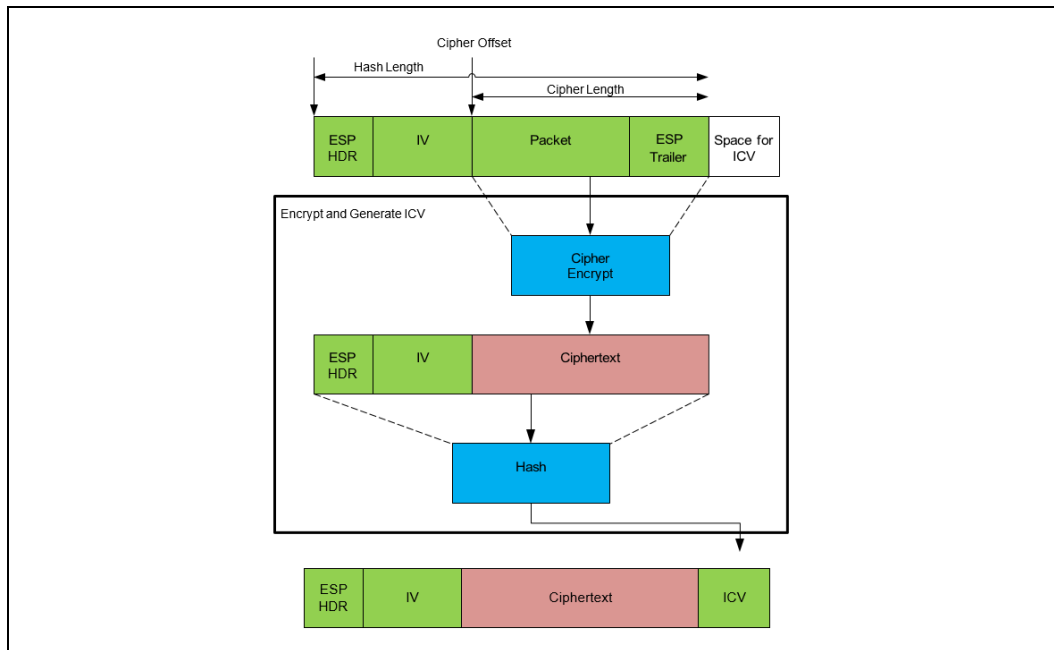 Cipher Offset
Hash Length
Cipher Length
ESP
HDR
IV
Packet
ESP
Trailer
Space for
ICV
Encrypt and Generate ICV
Cipher
Encrypt
ESP
HDR
IV
Ciphertext
Hash
ESP
HDR
IV
Ciphertext
ICV